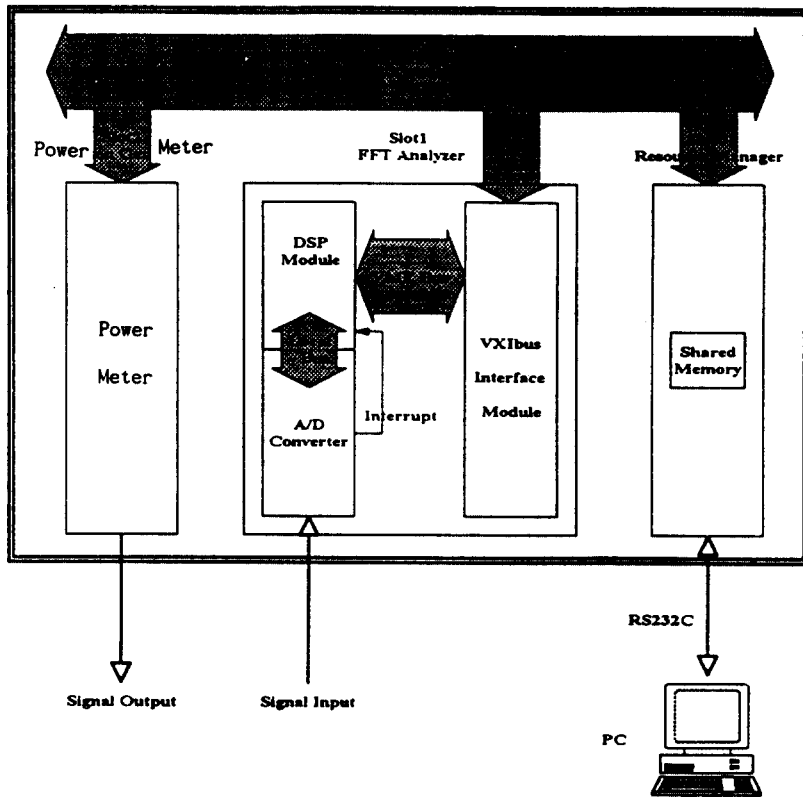 Power Meter
Slot1
FFT Analyzer
DSP
Module
Power
Meter
VXIbus
Interface
Module
Shared
Memory
A/D
Converter
Interrupt
RS232C
Signal Output
Signal Input
PC